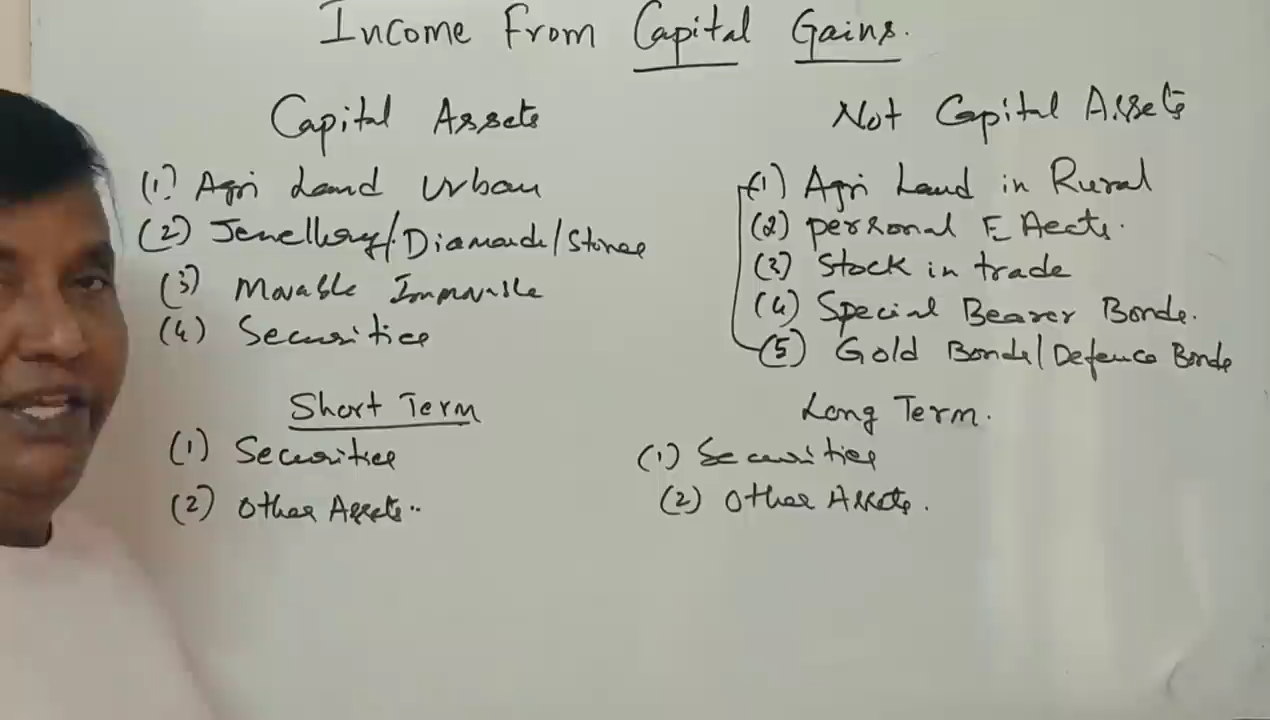 Income From Capital Gains.
Capital Assets
(1) Agri Land Urban
(2) Jewellery/Diamonds/Stones
(3) Movable Immovable
(4) Securities
Not Capital Assets
(1) Agri Land in Rural
(2) personal Effects.
(3) Stock in trade
(4) Special Bearer Bonds.
(5) Gold Bonds/Defence Bonds
Short Term
(1) Securities
(2) Other Assets..
Long Term.
(1) Securities
(2) Other Assets.